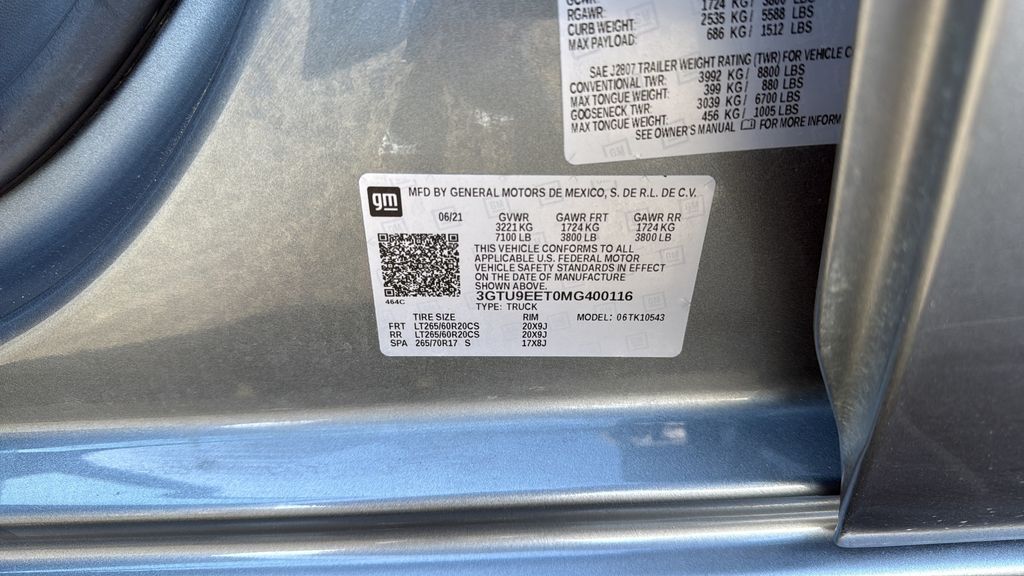 1724 KG/ 3800 LBS
RGAWR: 2535 KG/ 5588 LBS
CURB WEIGHT: 686 KG/ 1512 LBS
MAX PAYLOAD:
SAE J2807 TRAILER WEIGHT RATING (TWR) FOR VEHICLE C
CONVENTIONAL TWR: 3992 KG/ 8800 LBS
MAX TONGUE WEIGHT: 399 KG/ 880 LBS
GOOSENECK TWR: 3039 KG/ 6700 LBS
MAX TONGUE WEIGHT: 456 KG/ 1005 LBS
SEE OWNER'S MANUAL FOR MORE INFORM
gm MFD BY GENERAL MOTORS DE MEXICO, S. DE R.L. DE C.V.
06/21 GVWR GAWR FRT GAWR RR
3221 KG 1724 KG 1724 KG
7100 LB 3800 LB 3800 LB
THIS VEHICLE CONFORMS TO ALL
APPLICABLE U.S. FEDERAL MOTOR
VEHICLE SAFETY STANDARDS IN EFFECT
ON THE DATE OF MANUFACTURE
SHOWN ABOVE.
464C 3GTU9EET0MG400116
TYPE: TRUCK MODEL: 06TK10543
TIRE SIZE RIM
FRT LT265/60R20CS 20X9J
RR LT265/60R20CS 20X9J
SPA 265/70R17 S 17X8J